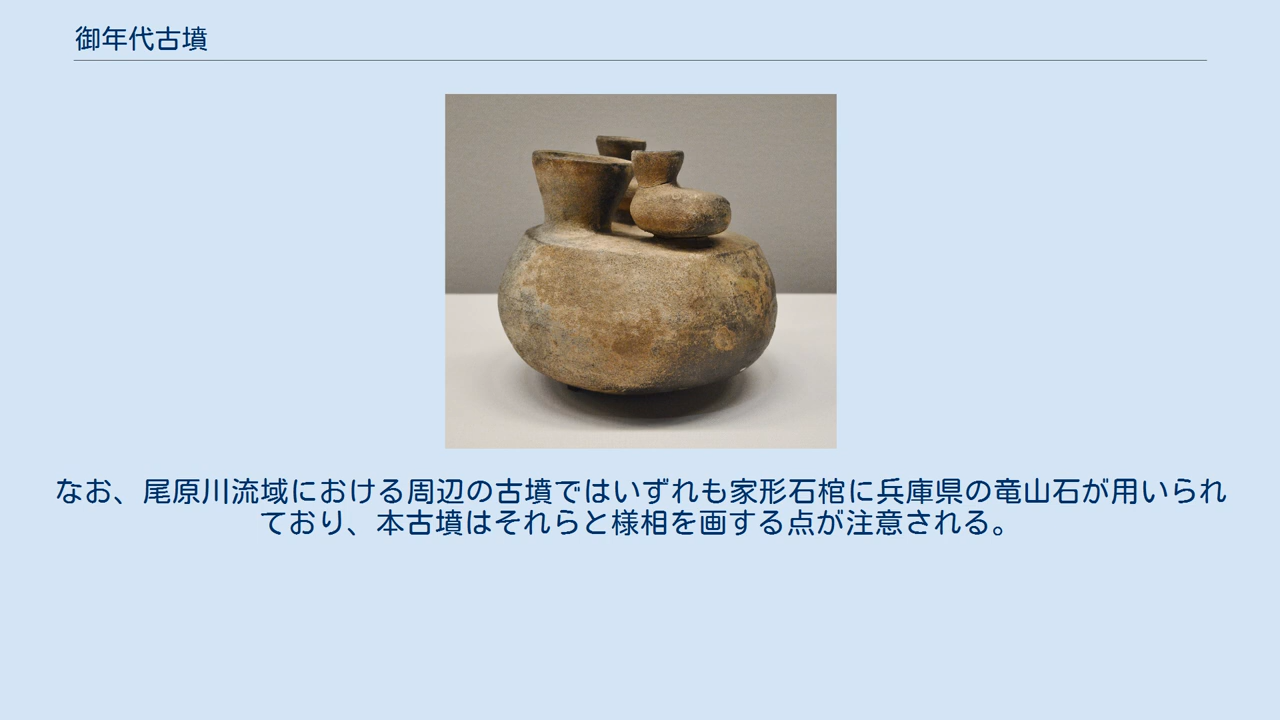 御年代古墳
なお、尾原川流域における周辺の古墳ではいずれも家形石棺に兵庫県の竜山石が用いられ
ており、本古墳はそれらと様相を画する点が注意される。